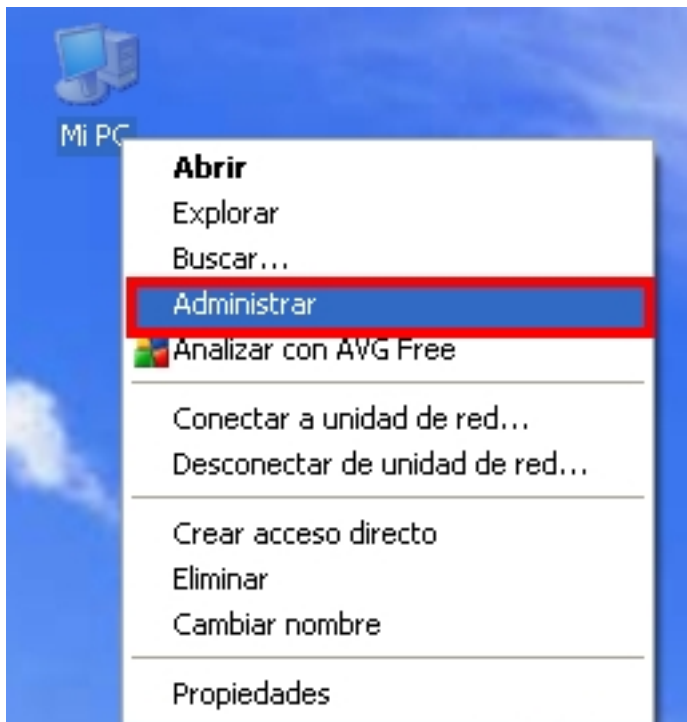 Mi PC
Abrir
Explorar
Buscar...
Administrar
Analizar con AVG Free
Conectar a unidad de red...
Desconectar de unidad de red...
Crear acceso directo
Eliminar
Cambiar nombre
Propiedades